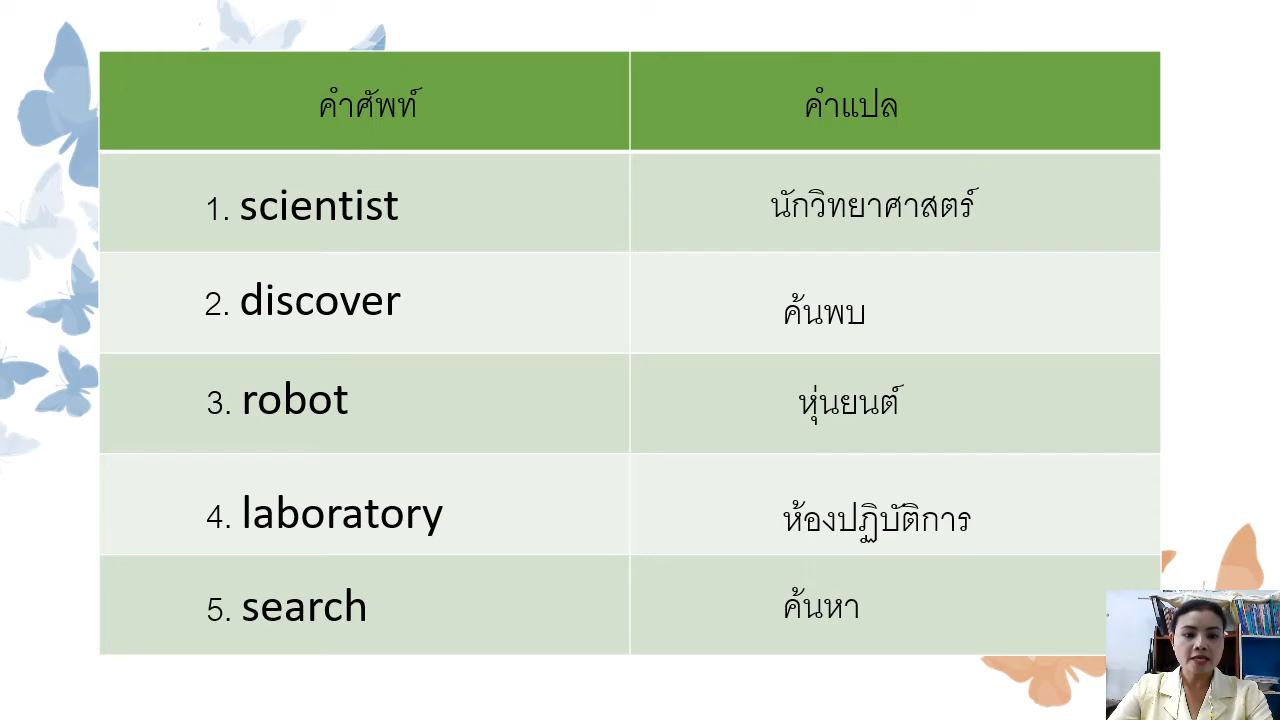 คำศัพท์ คำแปล
1. scientist นักวิทยาศาสตร์
2. discover ค้นพบ
3. robot หุ่นยนต์
4. laboratory ห้องปฏิบัติการ
5. search ค้นหา